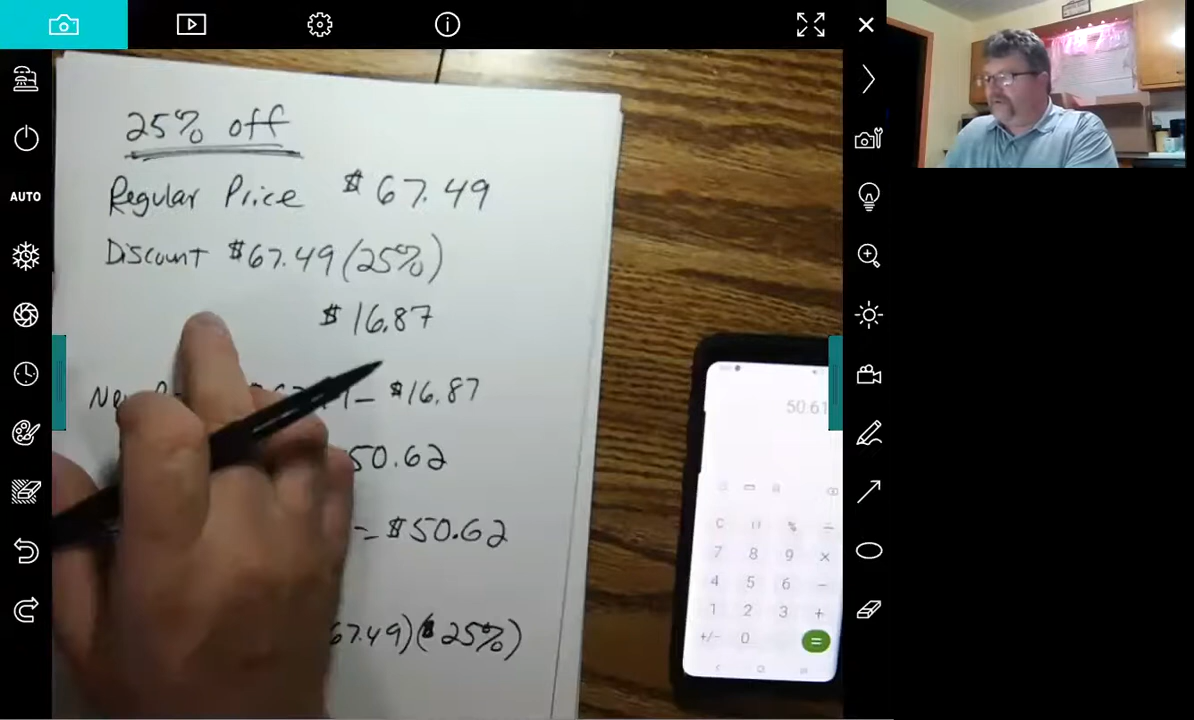 25% off
Regular Price $67.49
Discount $67.49(25%)
$16.87
- $16.87
50.62
= $50.62
67.49)($25%)
AUTO
50.61
C () % ÷
7 8 9 ×
4 5 6 −
1 2 3 +
+/− 0 =